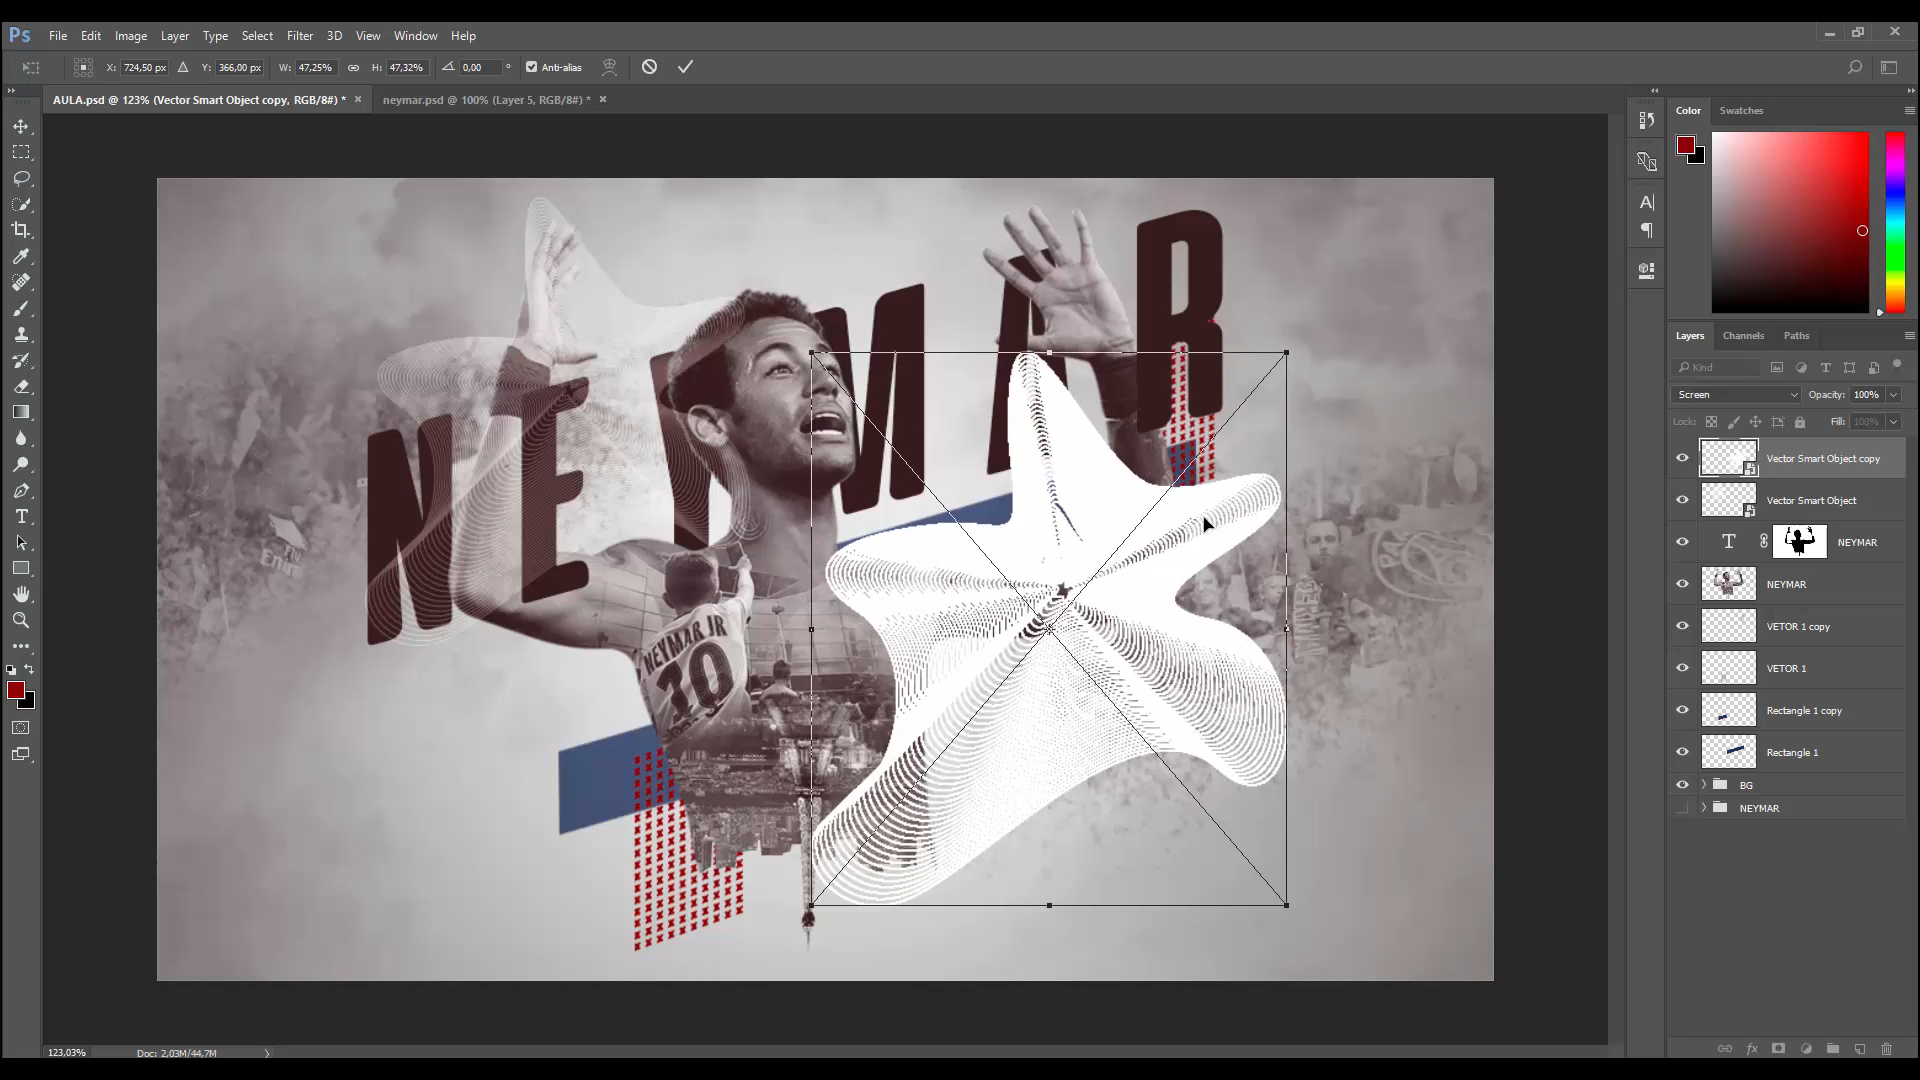 Ps File Edit Image Layer Type Select Filter 3D View Window Help
X: 724,50 px Y: 366,00 px W: 47,25% H: 47,32% 0,00 ° Anti-alias
AULA.psd @ 123% (Vector Smart Object copy, RGB/8#) * × neymar.psd @ 100% (Layer 5, RGB/8#) * ×
NEYMAR
NEYMAR JR
10
Color Swatches
Layers Channels Paths
Kind
Screen Opacity: 100%
Lock: Fill: 100%
Vector Smart Object copy
Vector Smart Object
T NEYMAR
NEYMAR
VETOR 1 copy
VETOR 1
Rectangle 1 copy
Rectangle 1
BG
NEYMAR
123,03% Doc: 2,03M/44,7M